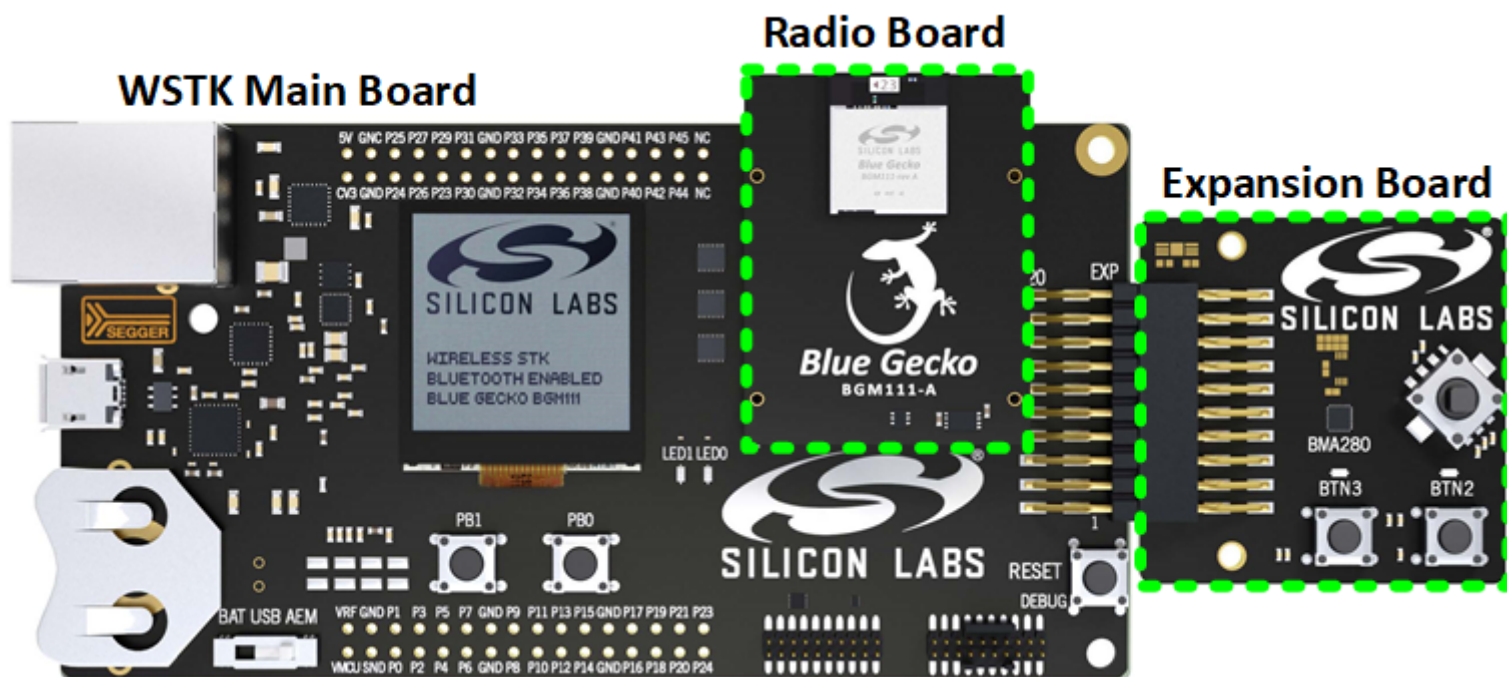 Radio Board
WSTK Main Board
Expansion Board
5V GNC P25 P27 P29 P31 GND P33 P35 P37 P39 GND P41 P43 P45 NC
CV3 GND P24 P26 P23 P30 GND P32 P34 P36 P38 GND P40 P42 P44 NC
SILICON LABS
Blue Gecko
BGM111 rev.A
SILICON LABS
WIRELESS STK
BLUETOOTH ENABLED
BLUE GECKO BGM111
Blue Gecko
BGM111-A
20 EXP
SILICON LABS
SEGGER
BMA280
BTN3 BTN2
LED1 LED0
PB1 PB0
SILICON LABS
1
RESET
DEBUG
BAT USB AEM
VRF GND P1 P3 P5 P7 GND P9 P11 P13 P15 GND P17 P19 P21 P23
VMCU SND P0 P2 P4 P6 GND P8 P10 P12 P14 GND P16 P18 P20 P24